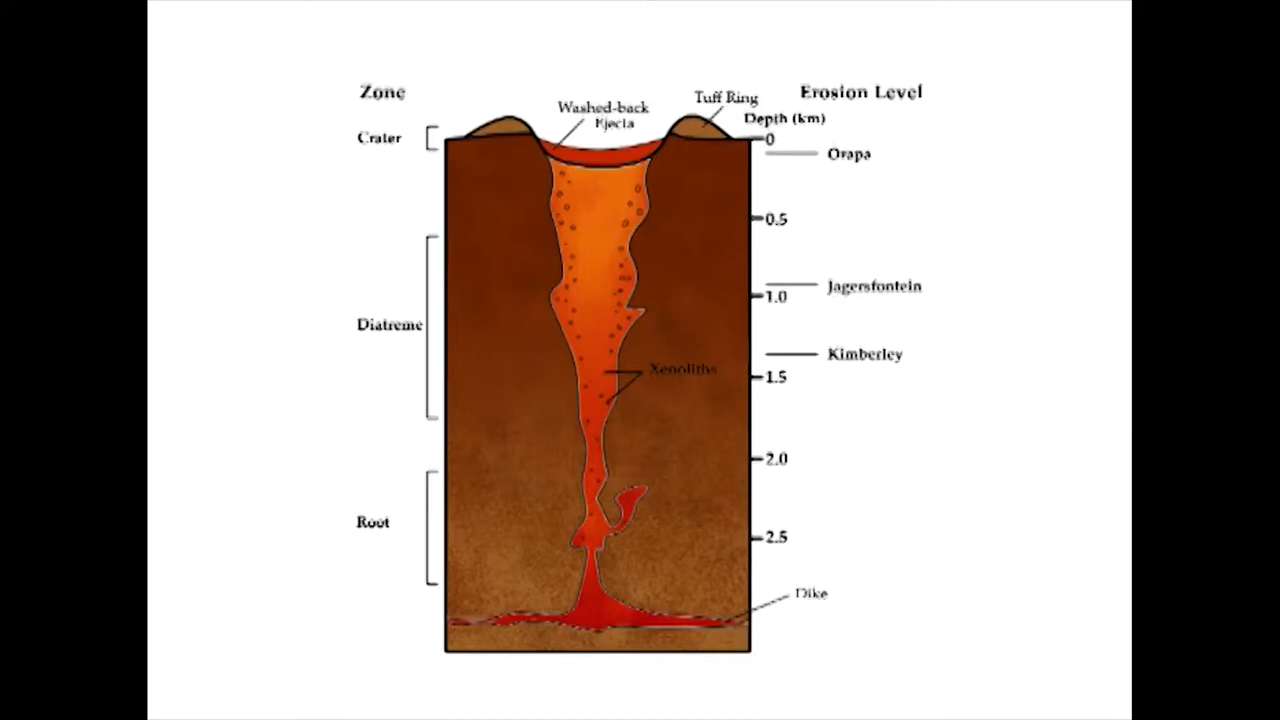 Zone
Erosion Level
Tuff Ring
Washed-back
Ejecta
Depth (km)
Crater
0
Orapa
0.5
Jagersfontein
1.0
Diatreme
Kimberley
Xenoliths
1.5
2.0
Root
2.5
Dike